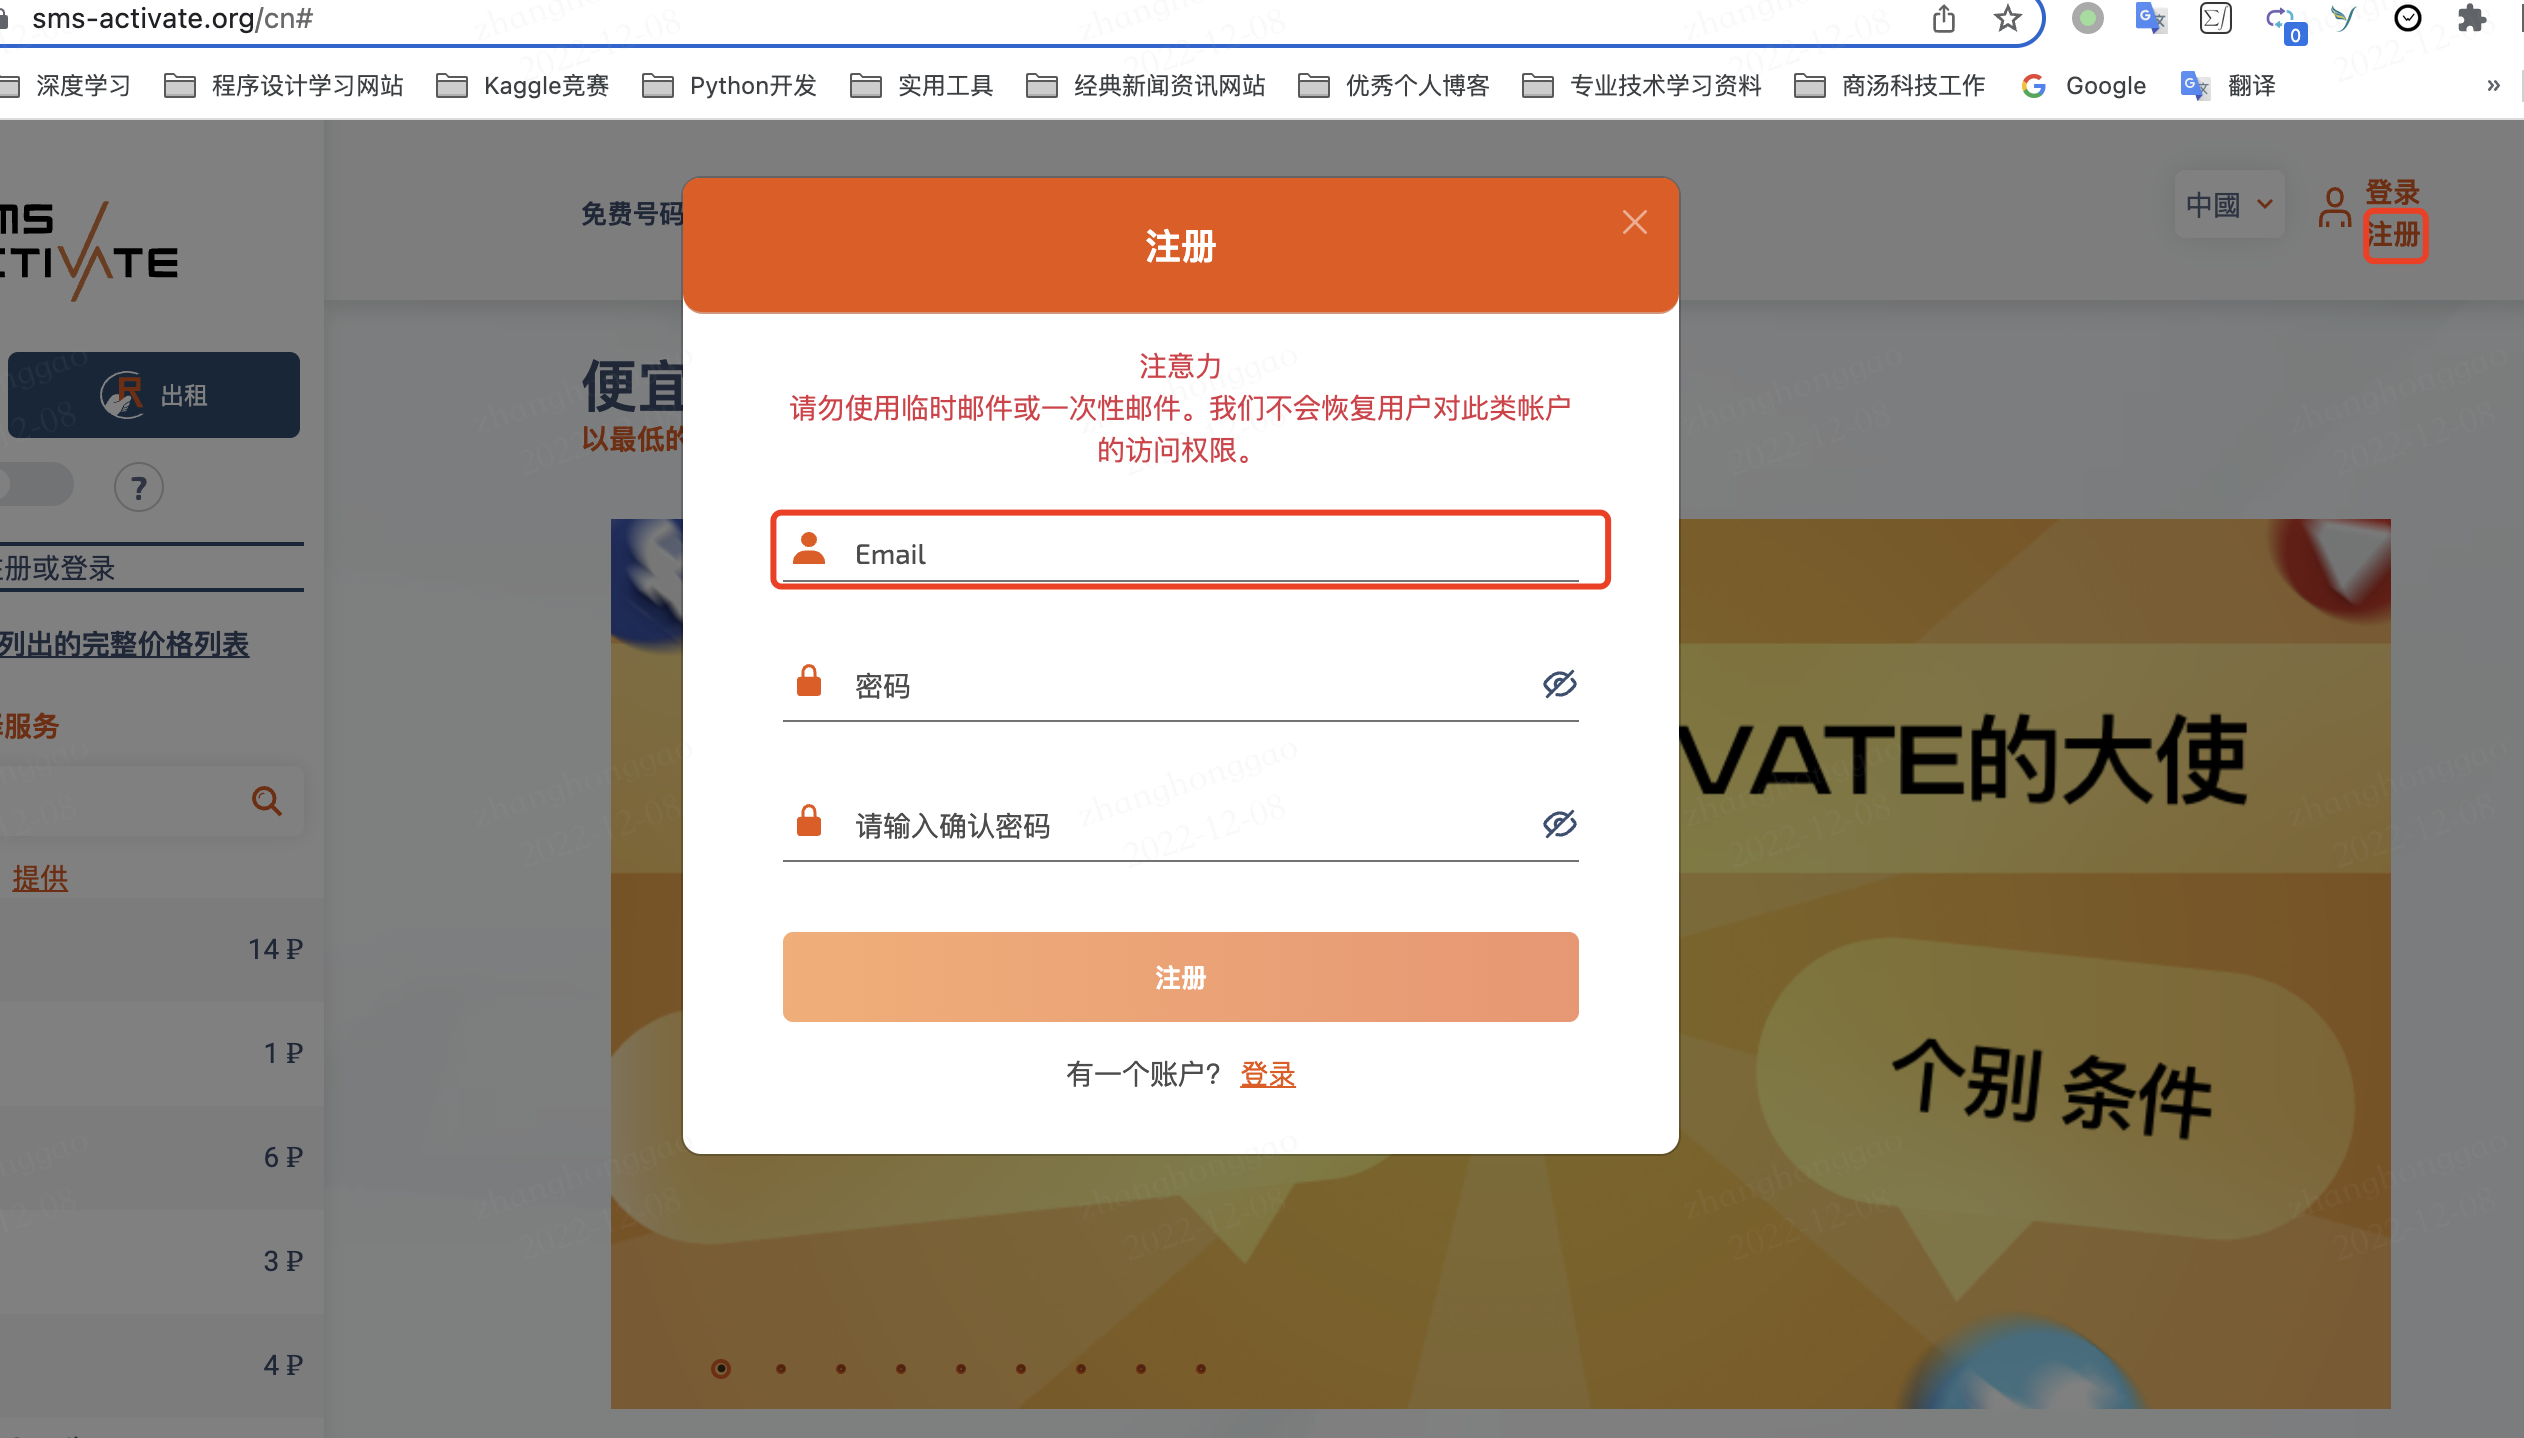 sms-activate.org/cn#
深度学习
程序设计学习网站
Kaggle竞赛
Python开发
实用工具
经典新闻资讯网站
优秀个人博客
专业技术学习资料
商汤科技工作
Google
翻译
»
MS
CTIVATE
免费号码
中國
登录
注册
注册
出租
便宜
以最低的
注意力
请勿使用临时邮件或一次性邮件。我们不会恢复用户对此类帐户
的访问权限。
?
Email
注册或登录
列出的完整价格列表
密码
择服务
VATE的大使
请输入确认密码
提供
14 ₽
注册
1 ₽
有一个账户? 登录
个别 条件
6 ₽
3 ₽
4 ₽
zhanghonggao
2022-12-08